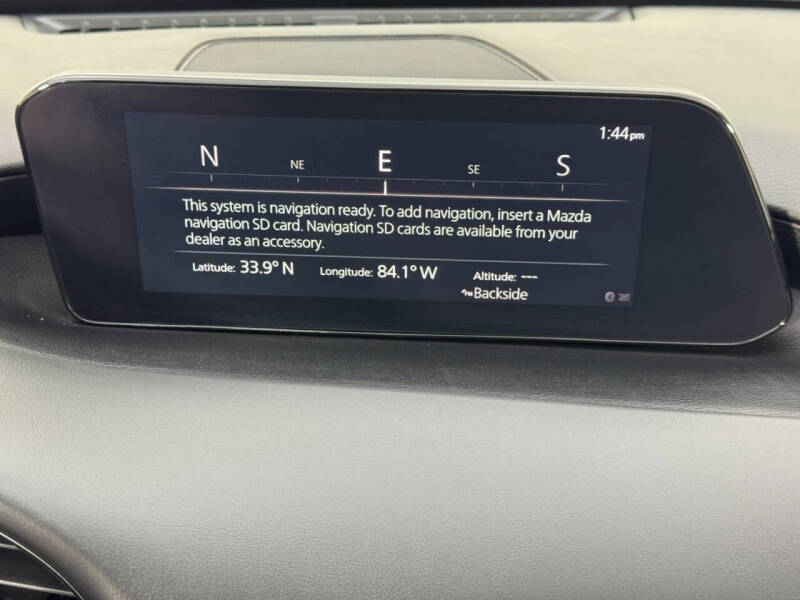 1:44pm
N NE E SE S
This system is navigation ready. To add navigation, insert a Mazda
navigation SD card. Navigation SD cards are available from your
dealer as an accessory.
Latitude: 33.9° N Longitude: 84.1° W Altitude: ---
Backside